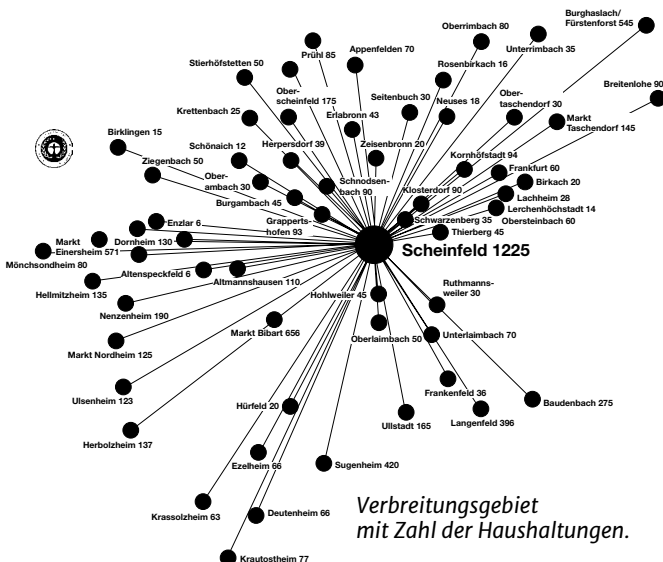 Burghaslach/
Fürstenforst 545
Oberrimbach 80
Unterrimbach 35
Prühl 85
Appenfelden 70
Stierhöfstetten 50
Rosenbirkach 16
Breitenlohe 90
Ober-
scheinfeld 175
Seitenbuch 30
Neuses 18
Ober-
taschendorf 30
Krettenbach 25
Erlabronn 43
Markt
Taschendorf 145
Birklingen 15
Schönaich 12
Herpersdorf 39
Zeisenbronn 20
Kornhöfstadt 94
Ziegenbach 50
Ober-
ambach 30
Schnodsen-
bach 90
Frankfurt 60
Birkach 20
Klosterdorf 90
Lachheim 28
Burgambach 45
Lerchenhöchstadt 14
Grapperts-
hofen 93
Schwarzenberg 35
Obersteinbach 60
Enzlar 6
Thierberg 45
Markt
Einersheim 571
Dornheim 130
Scheinfeld 1225
Mönchsondheim 80
Altenspeckfeld 6
Altmannshausen 110
Hellmitzheim 135
Hohlweiler 45
Ruthmanns-
weiler 30
Nenzenheim 190
Markt Bibart 656
Oberlaimbach 50
Unterlaimbach 70
Markt Nordheim 125
Ulsenheim 123
Hürfeld 20
Frankenfeld 36
Baudenbach 275
Ullstadt 165
Langenfeld 396
Herbolzheim 137
Ezelheim 66
Sugenheim 420
Krassolzheim 63
Deutenheim 66
Krautostheim 77
Verbreitungsgebiet
mit Zahl der Haushaltungen.